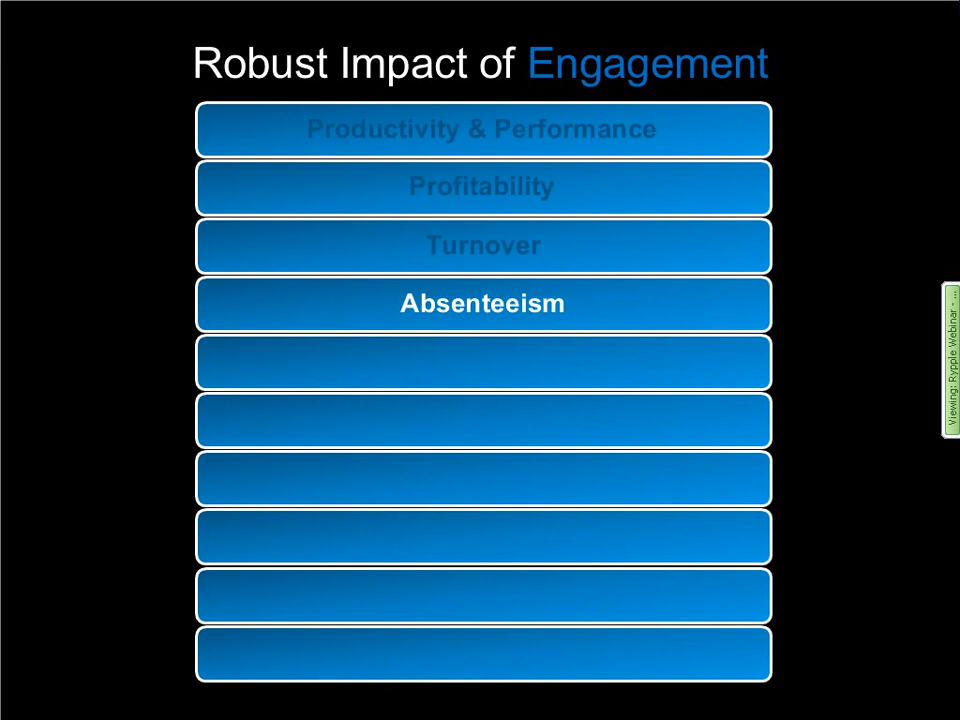 Robust Impact of Engagement
Productivity & Performance
Profitability
Turnover
Absenteeism
Viewing: Rypple Webinar - ...